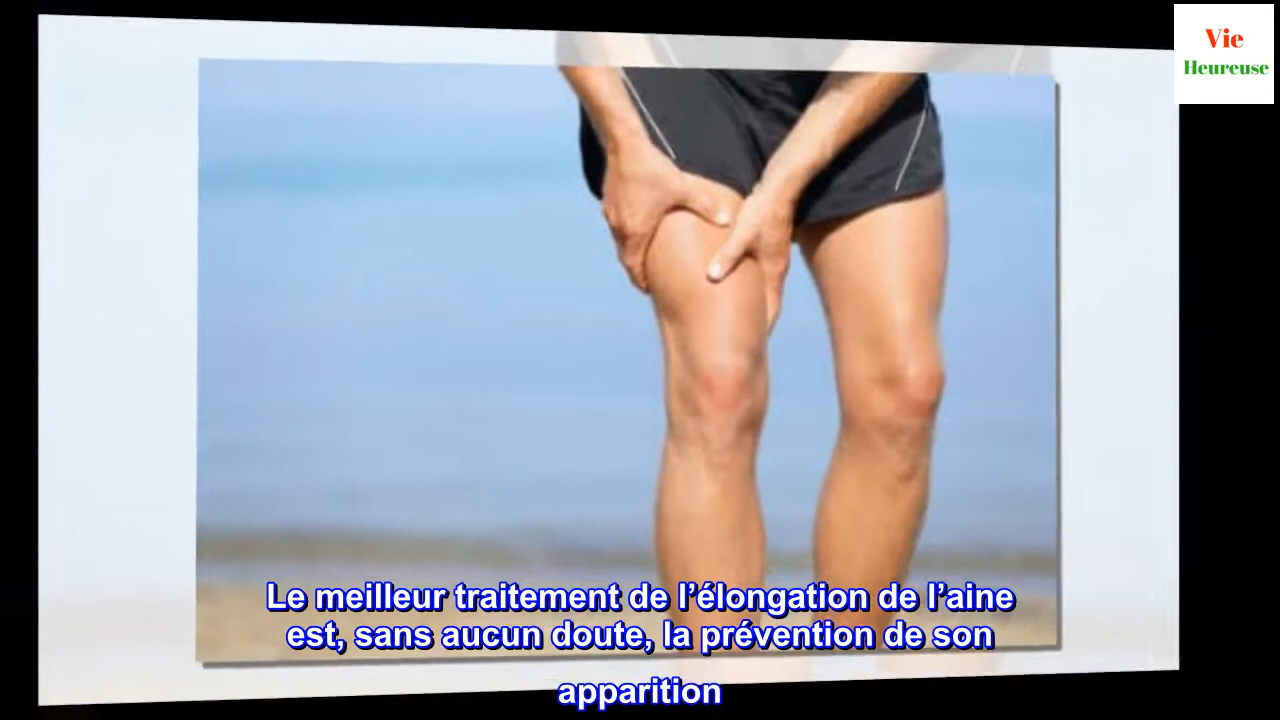 Vie
Heureuse
Le meilleur traitement de l’élongation de l’aine
est, sans aucun doute, la prévention de son
apparition